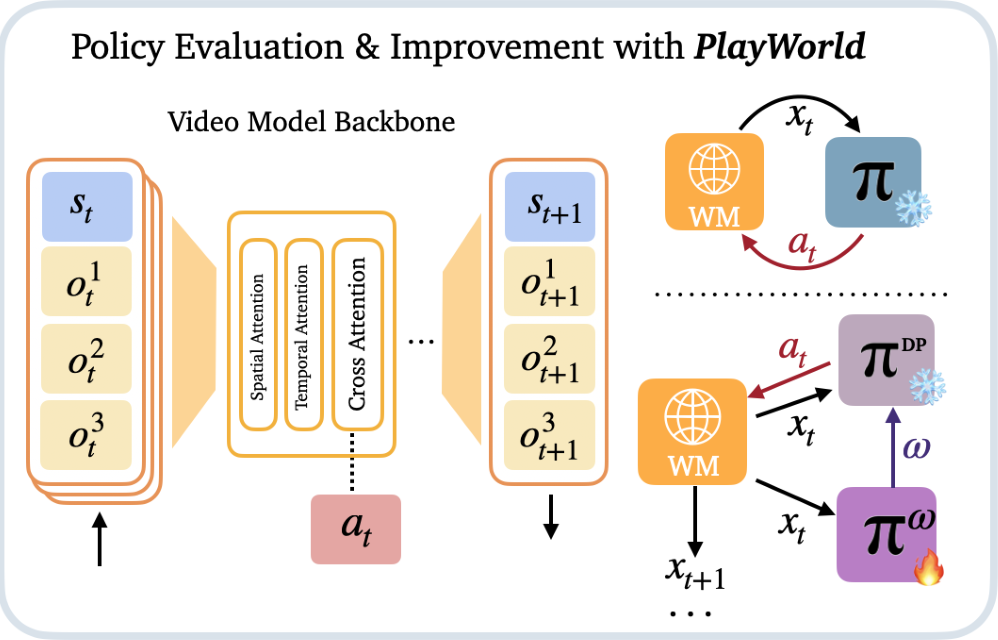 Policy Evaluation & Improvement with PlayWorld
Video Model Backbone
s_t
o_t^1
o_t^2
o_t^3
Spatial Attention
Temporal Attention
Cross Attention
...
a_t
s_{t+1}
o_{t+1}^1
o_{t+1}^2
o_{t+1}^3
x_t
WM
π
a_t
a_t
π^DP
x_t
WM
ω
x_t
π^ω
x_{t+1}
...